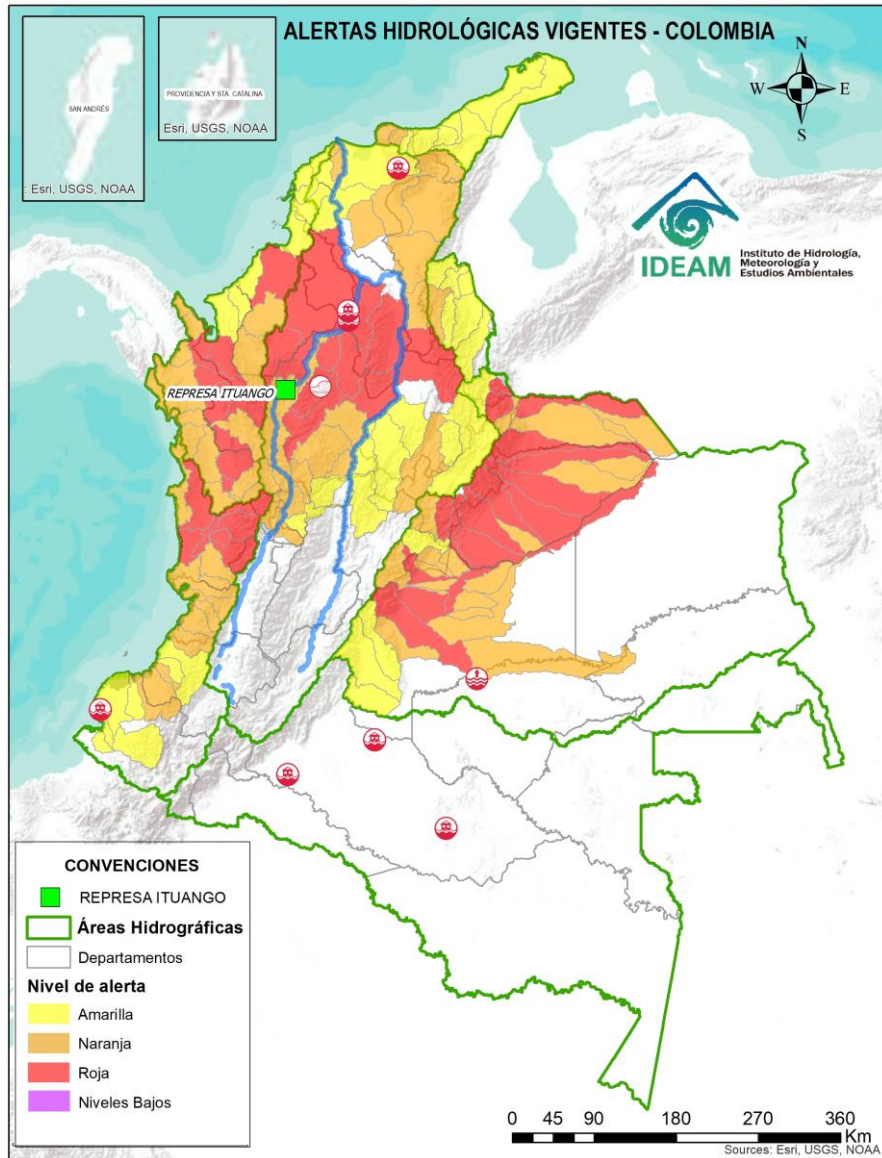 ALERTAS HIDROLÓGICAS VIGENTES - COLOMBIA
SAN ANDRÉS
: Esri, USGS, NOAA
PROVIDENCIA Y STA. CATALINA
Esri, USGS, NOAA
N
W
E
S
IDEAM
Instituto de Hidrología,
Meteorología y
Estudios Ambientales
REPRESA ITUANGO
CONVENCIONES
REPRESA ITUANGO
Áreas Hidrográficas
Departamentos
Nivel de alerta
Amarilla
Naranja
Roja
Niveles Bajos
0 45 90 180 270 360
Km
Sources: Esri, USGS, NOAA